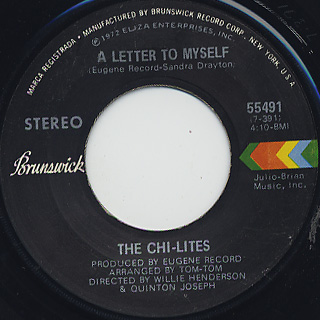 MARCA REGISTRADA • MANUFACTURED BY BRUNSWICK RECORD CORP. • NEW YORK, U.S.A.
℗ 1972 ELIZA ENTERPRISES, INC.
A LETTER TO MYSELF
(Eugene Record-Sandra Drayton)
STEREO
55491
(7-391)
4:10-BMI
Brunswick
Julio-Brian
Music, Inc.
THE CHI-LITES
PRODUCED BY EUGENE RECORD
ARRANGED BY TOM-TOM
DIRECTED BY WILLIE HENDERSON
& QUINTON JOSEPH